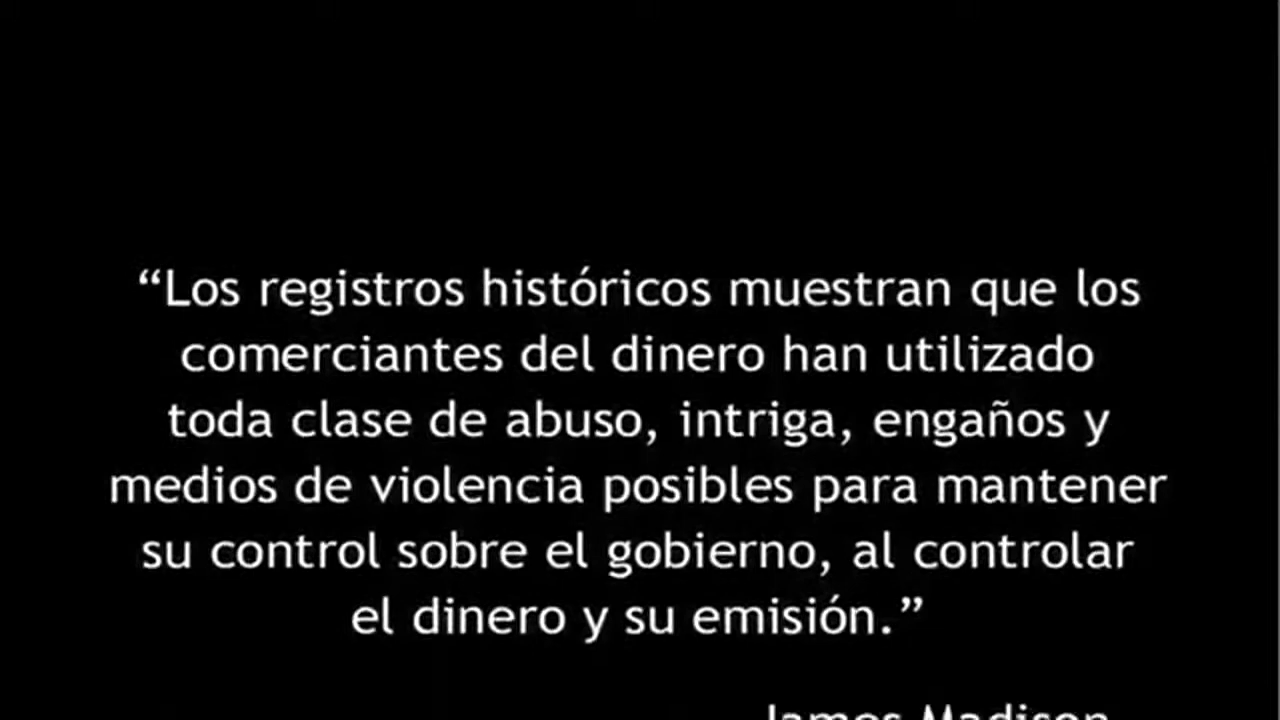 “Los registros históricos muestran que los
comerciantes del dinero han utilizado
toda clase de abuso, intriga, engaños y
medios de violencia posibles para mantener
su control sobre el gobierno, al controlar
el dinero y su emisión.”
James Madison